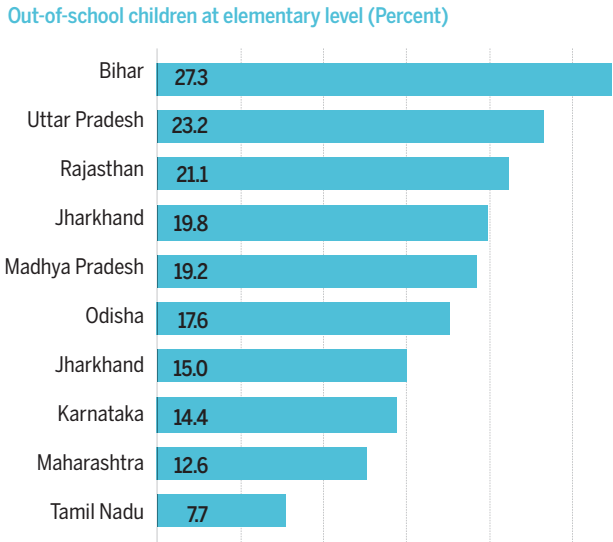 Out-of-school children at elementary level (Percent)
Bihar 27.3
Uttar Pradesh 23.2
Rajasthan 21.1
Jharkhand 19.8
Madhya Pradesh 19.2
Odisha 17.6
Jharkhand 15.0
Karnataka 14.4
Maharashtra 12.6
Tamil Nadu 7.7